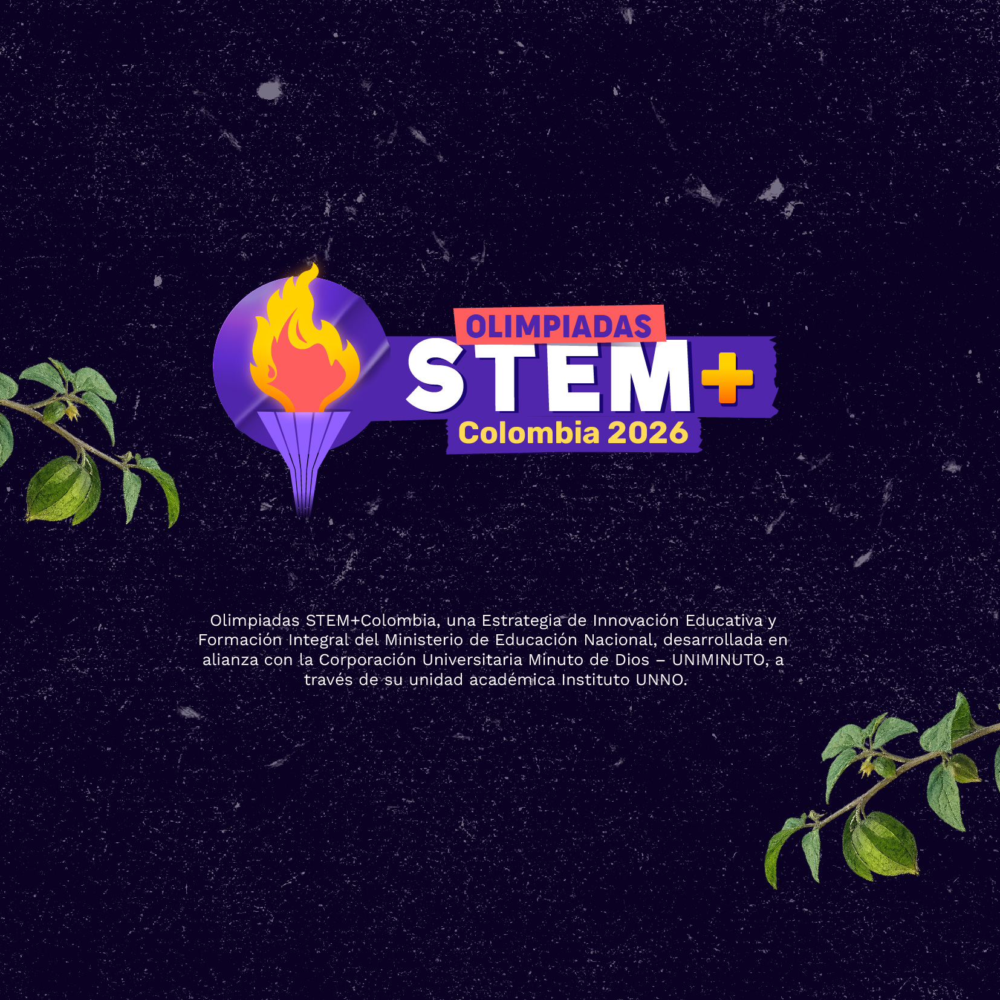 OLIMPIADAS
STEM+
Colombia 2026
Olimpiadas STEM+Colombia, una Estrategia de Innovación Educativa y
Formación Integral del Ministerio de Educación Nacional, desarrollada en
alianza con la Corporación Universitaria Minuto de Dios – UNIMINUTO, a
través de su unidad académica Instituto UNNO.